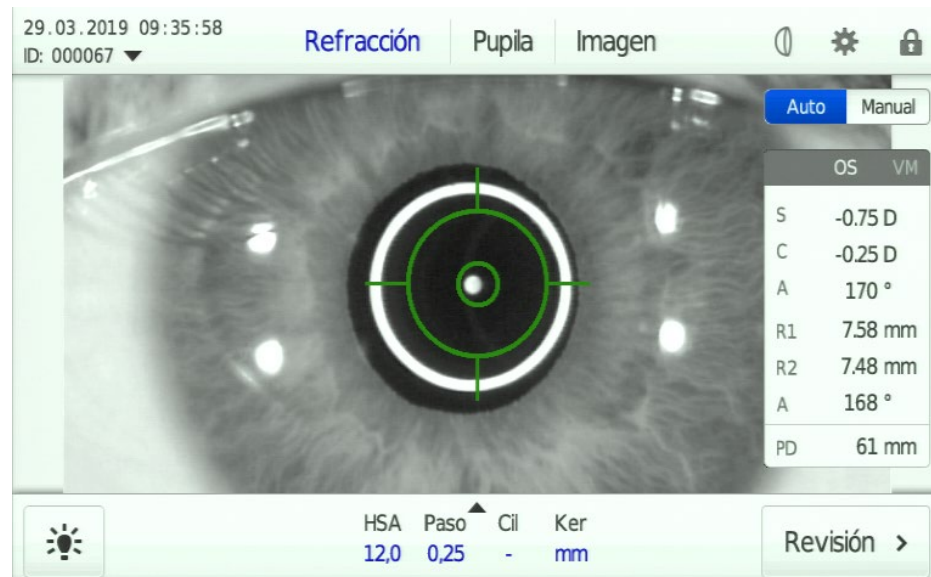 29.03.2019 09:35:58
ID: 000067
Refracción Pupila Imagen
Auto Manual
OS VM
S -0.75 D
C -0.25 D
A 170 °
R1 7.58 mm
R2 7.48 mm
A 168 °
PD 61 mm
HSA Paso Cil Ker
12,0 0,25 - mm
Revisión >